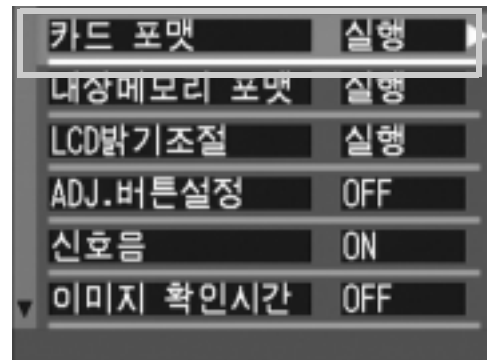 카드 포맷 실행
내장메모리 포맷 실행
LCD밝기조절 실행
ADJ.버튼설정 OFF
신호음 ON
이미지 확인시간 OFF